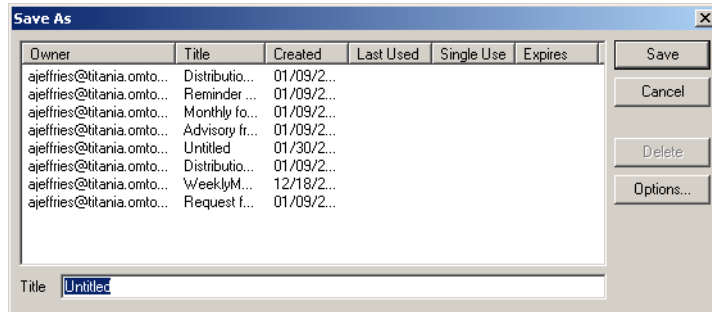 Save As
Owner Title Created Last Used Single Use Expires
ajeffries@titania.omto... Distributio... 01/09/2...
ajeffries@titania.omto... Reminder ... 01/09/2...
ajeffries@titania.omto... Monthly fo... 01/09/2...
ajeffries@titania.omto... Advisory fr... 01/09/2...
ajeffries@titania.omto... Untitled 01/30/2...
ajeffries@titania.omto... Distributio... 01/09/2...
ajeffries@titania.omto... WeeklyM... 12/18/2...
ajeffries@titania.omto... Request f... 01/09/2...
Save
Cancel
Delete
Options...
Title Untitled